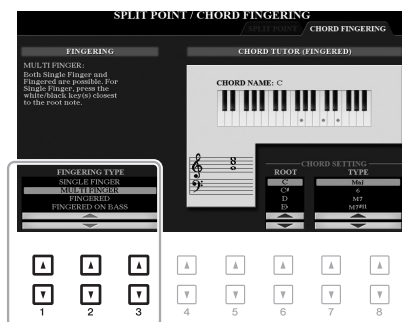 SPLIT POINT / CHORD FINGERING
SPLIT POINT
CHORD FINGERING
FINGERING
MULTI FINGER:
Both Single Finger and
Fingered are possible. For
Single Finger, press the
white/black key(s) closest
to the root note.
CHORD TUTOR (FINGERED)
CHORD NAME: C
FINGERING TYPE
SINGLE FINGER
MULTI FINGER
FINGERED
FINGERED ON BASS
CHORD SETTING
ROOT
TYPE
C
Maj
C#
6
D
M7
E♭
M7#11
1 2 3 4 5 6 7 8